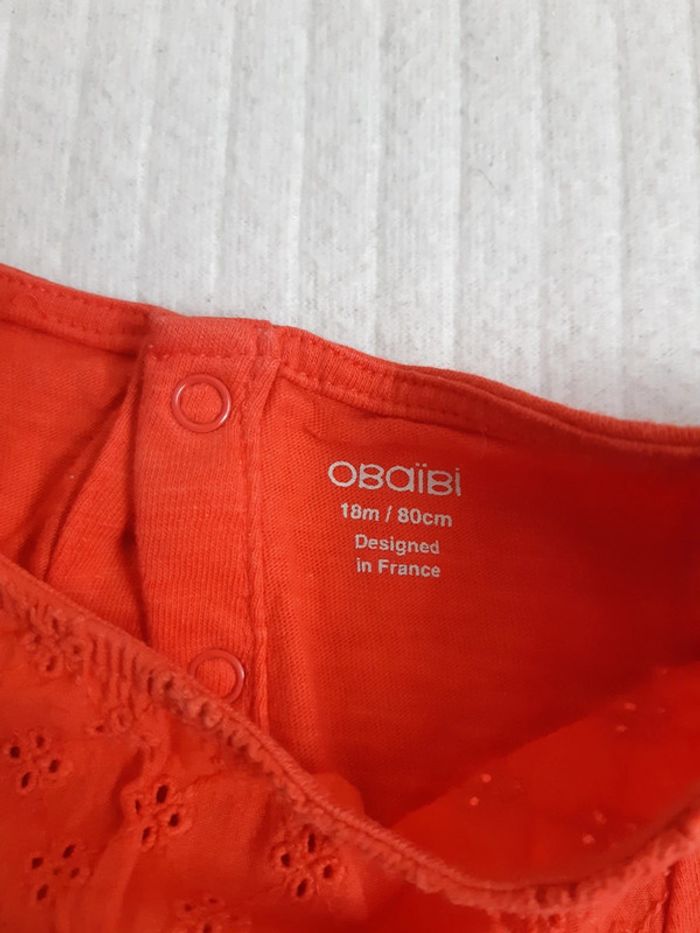 obaïbi
18m / 80cm
Designed
in France